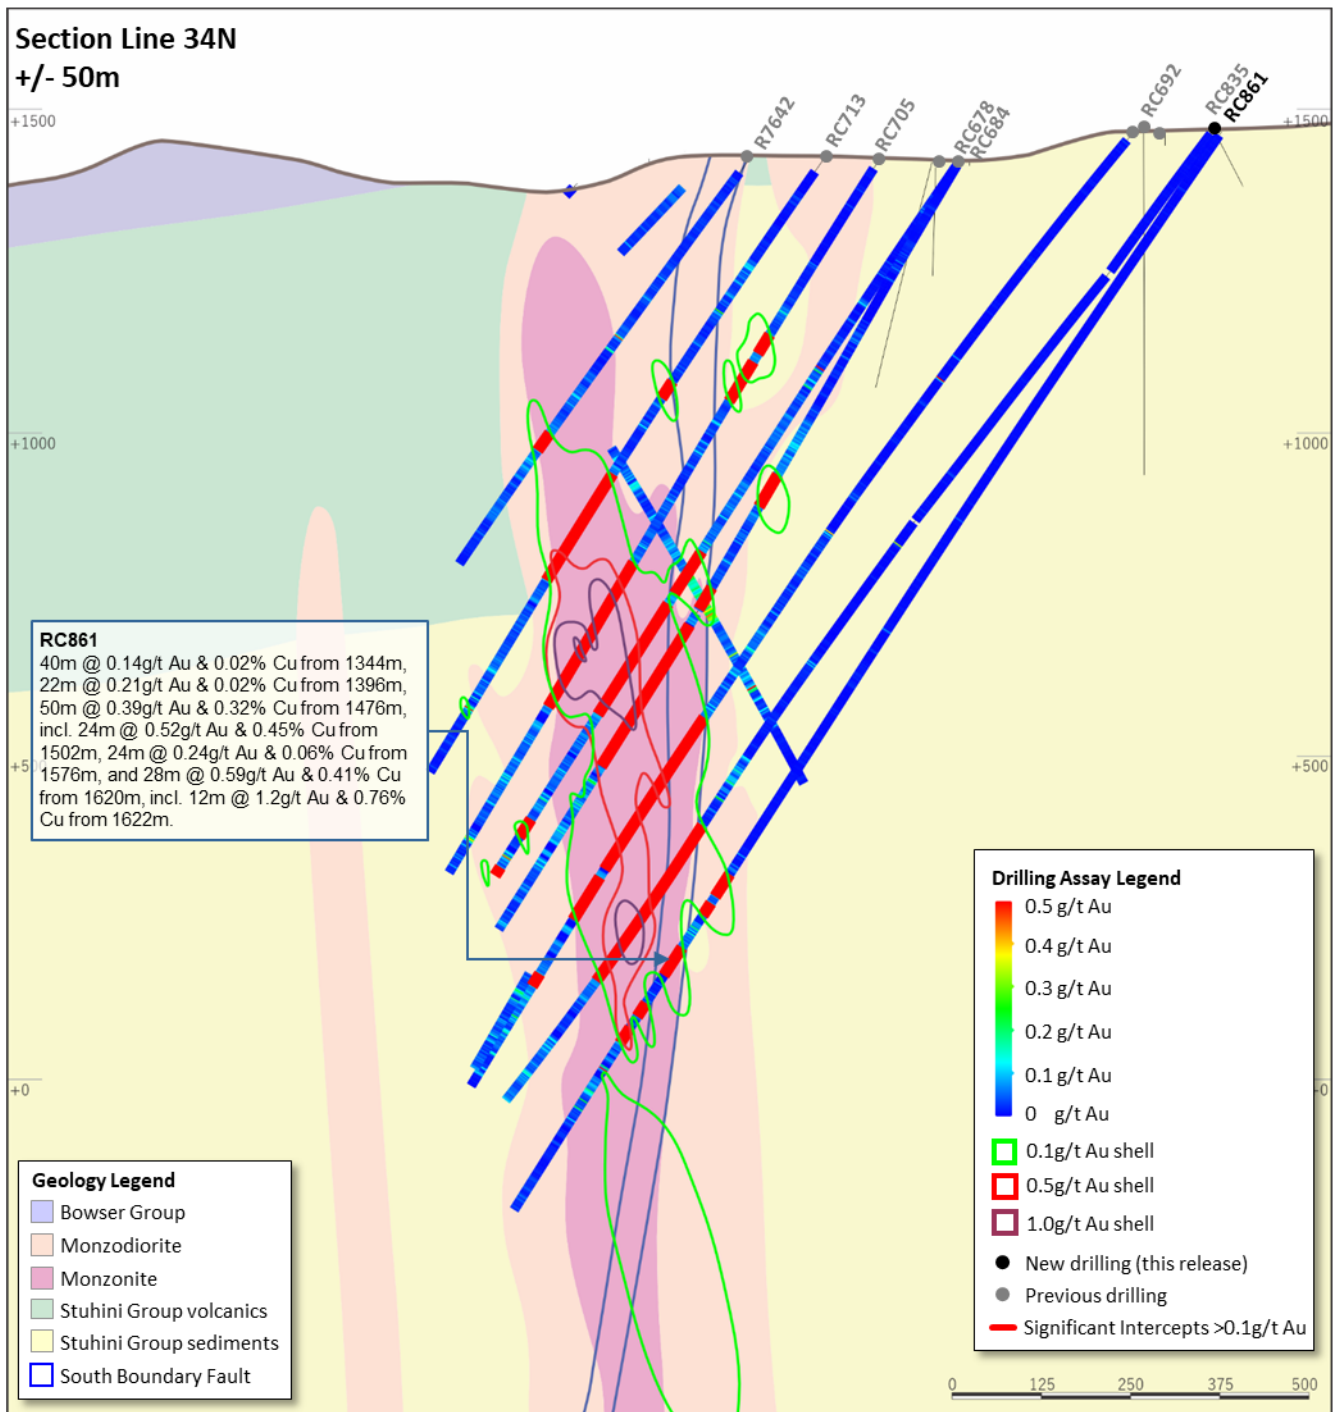 Section Line 34N
+/- 50m
+1500
R7642
RC713
RC705
RC678
RC684
RC692
RC835
RC861
+1500
+1000
+1000
RC861
40m @ 0.14g/t Au & 0.02% Cu from 1344m,
22m @ 0.21g/t Au & 0.02% Cu from 1396m,
50m @ 0.39g/t Au & 0.32% Cu from 1476m,
incl. 24m @ 0.52g/t Au & 0.45% Cu from
1502m, 24m @ 0.24g/t Au & 0.06% Cu from
1576m, and 28m @ 0.59g/t Au & 0.41% Cu
from 1620m, incl. 12m @ 1.2g/t Au & 0.76%
Cu from 1622m.
+500
+500
+0
+0
Drilling Assay Legend
0.5 g/t Au
0.4 g/t Au
0.3 g/t Au
0.2 g/t Au
0.1 g/t Au
0 g/t Au
0.1g/t Au shell
0.5g/t Au shell
1.0g/t Au shell
New drilling (this release)
Previous drilling
Significant Intercepts >0.1g/t Au
Geology Legend
Bowser Group
Monzodiorite
Monzonite
Stuhini Group volcanics
Stuhini Group sediments
South Boundary Fault
0 125 250 375 500